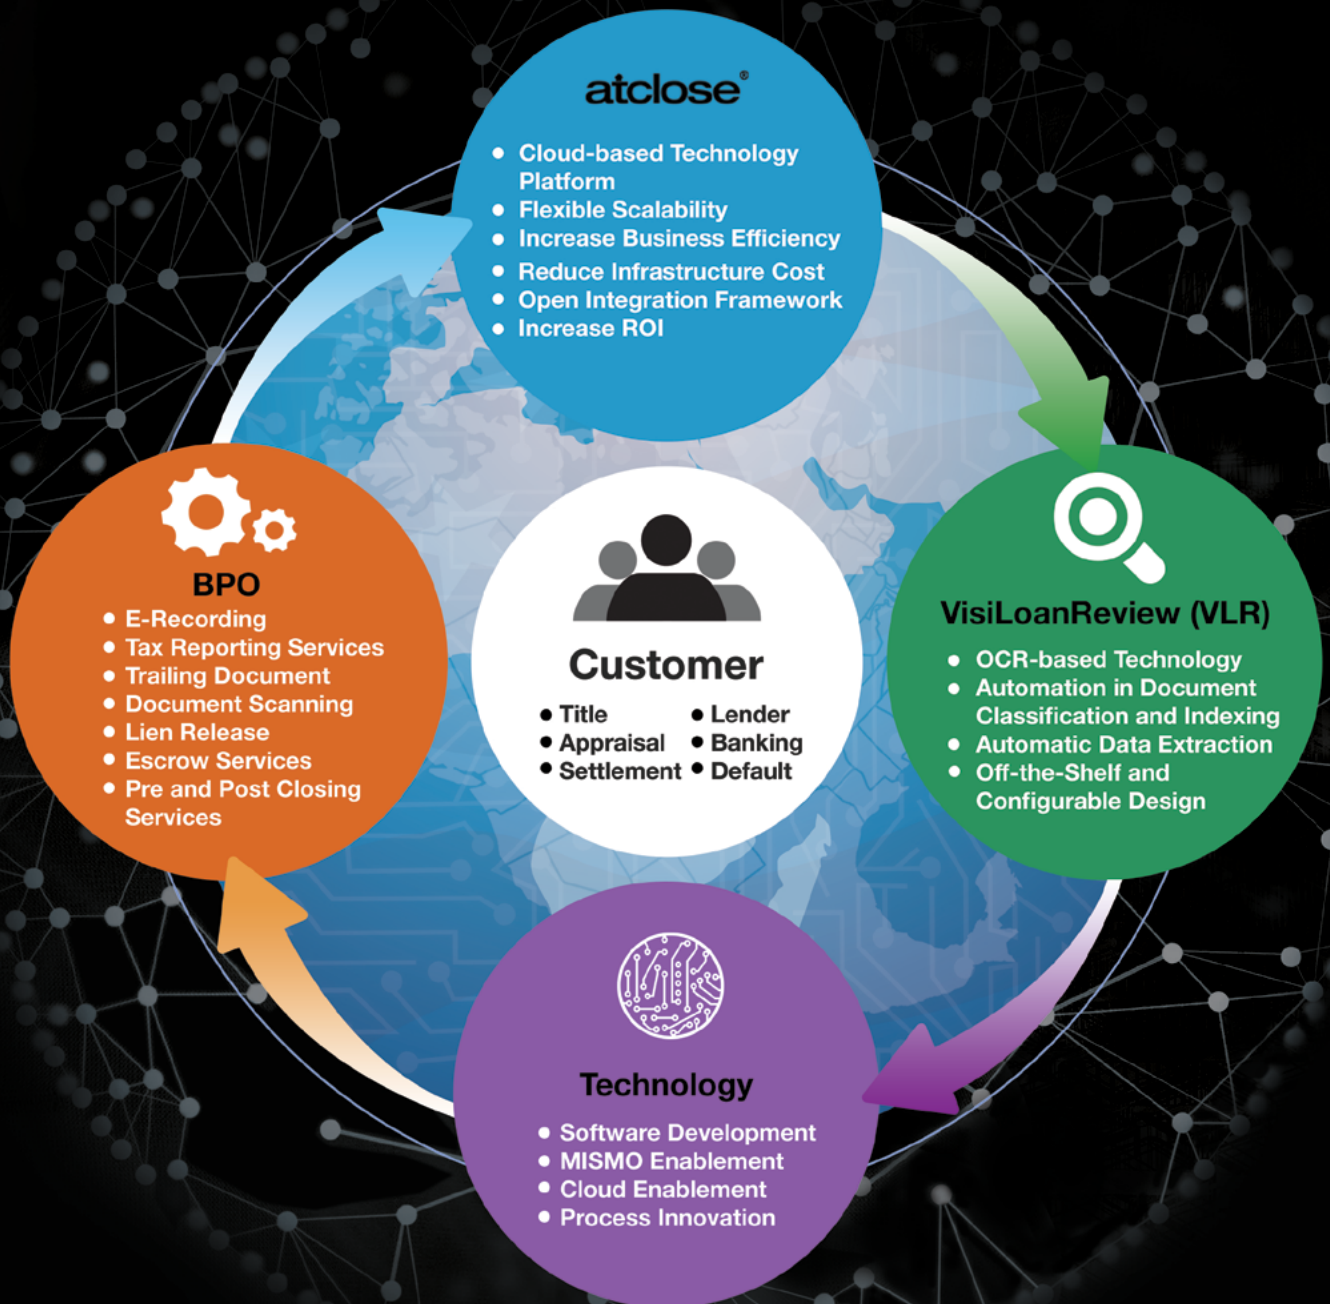 atclose®
Cloud-based Technology
Platform
Flexible Scalability
Increase Business Efficiency
Reduce Infrastructure Cost
Open Integration Framework
Increase ROI
BPO
E-Recording
Tax Reporting Services
Trailing Document
Document Scanning
Lien Release
Escrow Services
Pre and Post Closing
Services
Customer
Title
Appraisal
Settlement
Lender
Banking
Default
VisiLoanReview (VLR)
OCR-based Technology
Automation in Document
Classification and Indexing
Automatic Data Extraction
Off-the-Shelf and
Configurable Design
Technology
Software Development
MISMO Enablement
Cloud Enablement
Process Innovation